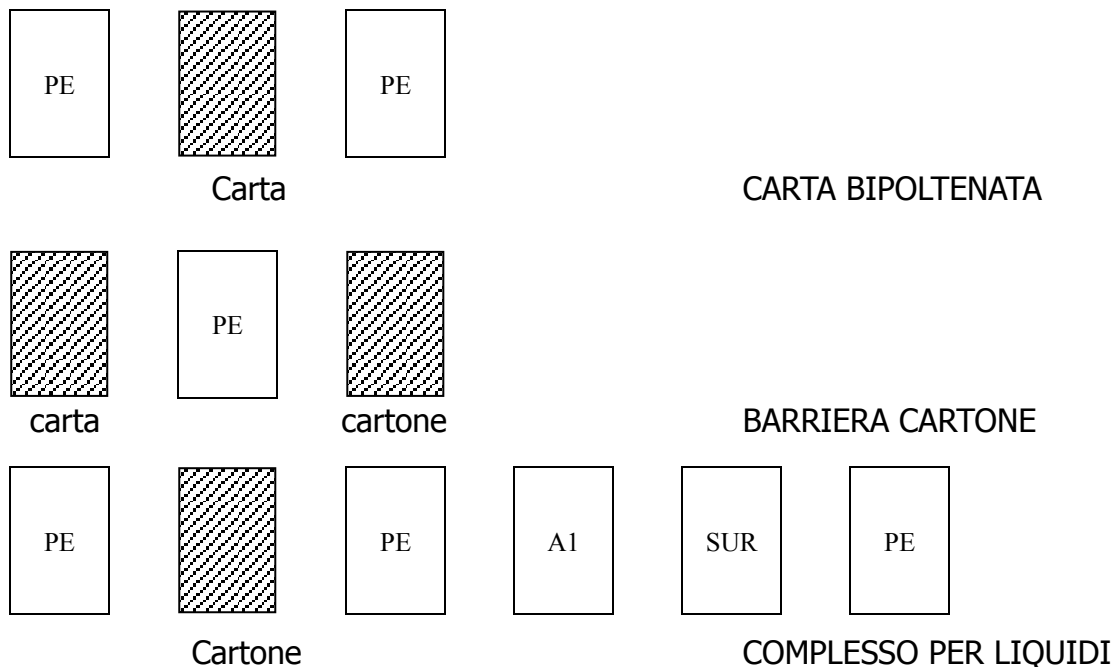 PE PE
Carta CARTA BIPOLTENATA
PE
carta cartone BARRIERA CARTONE
PE PE A1 SUR PE
Cartone COMPLESSO PER LIQUIDI